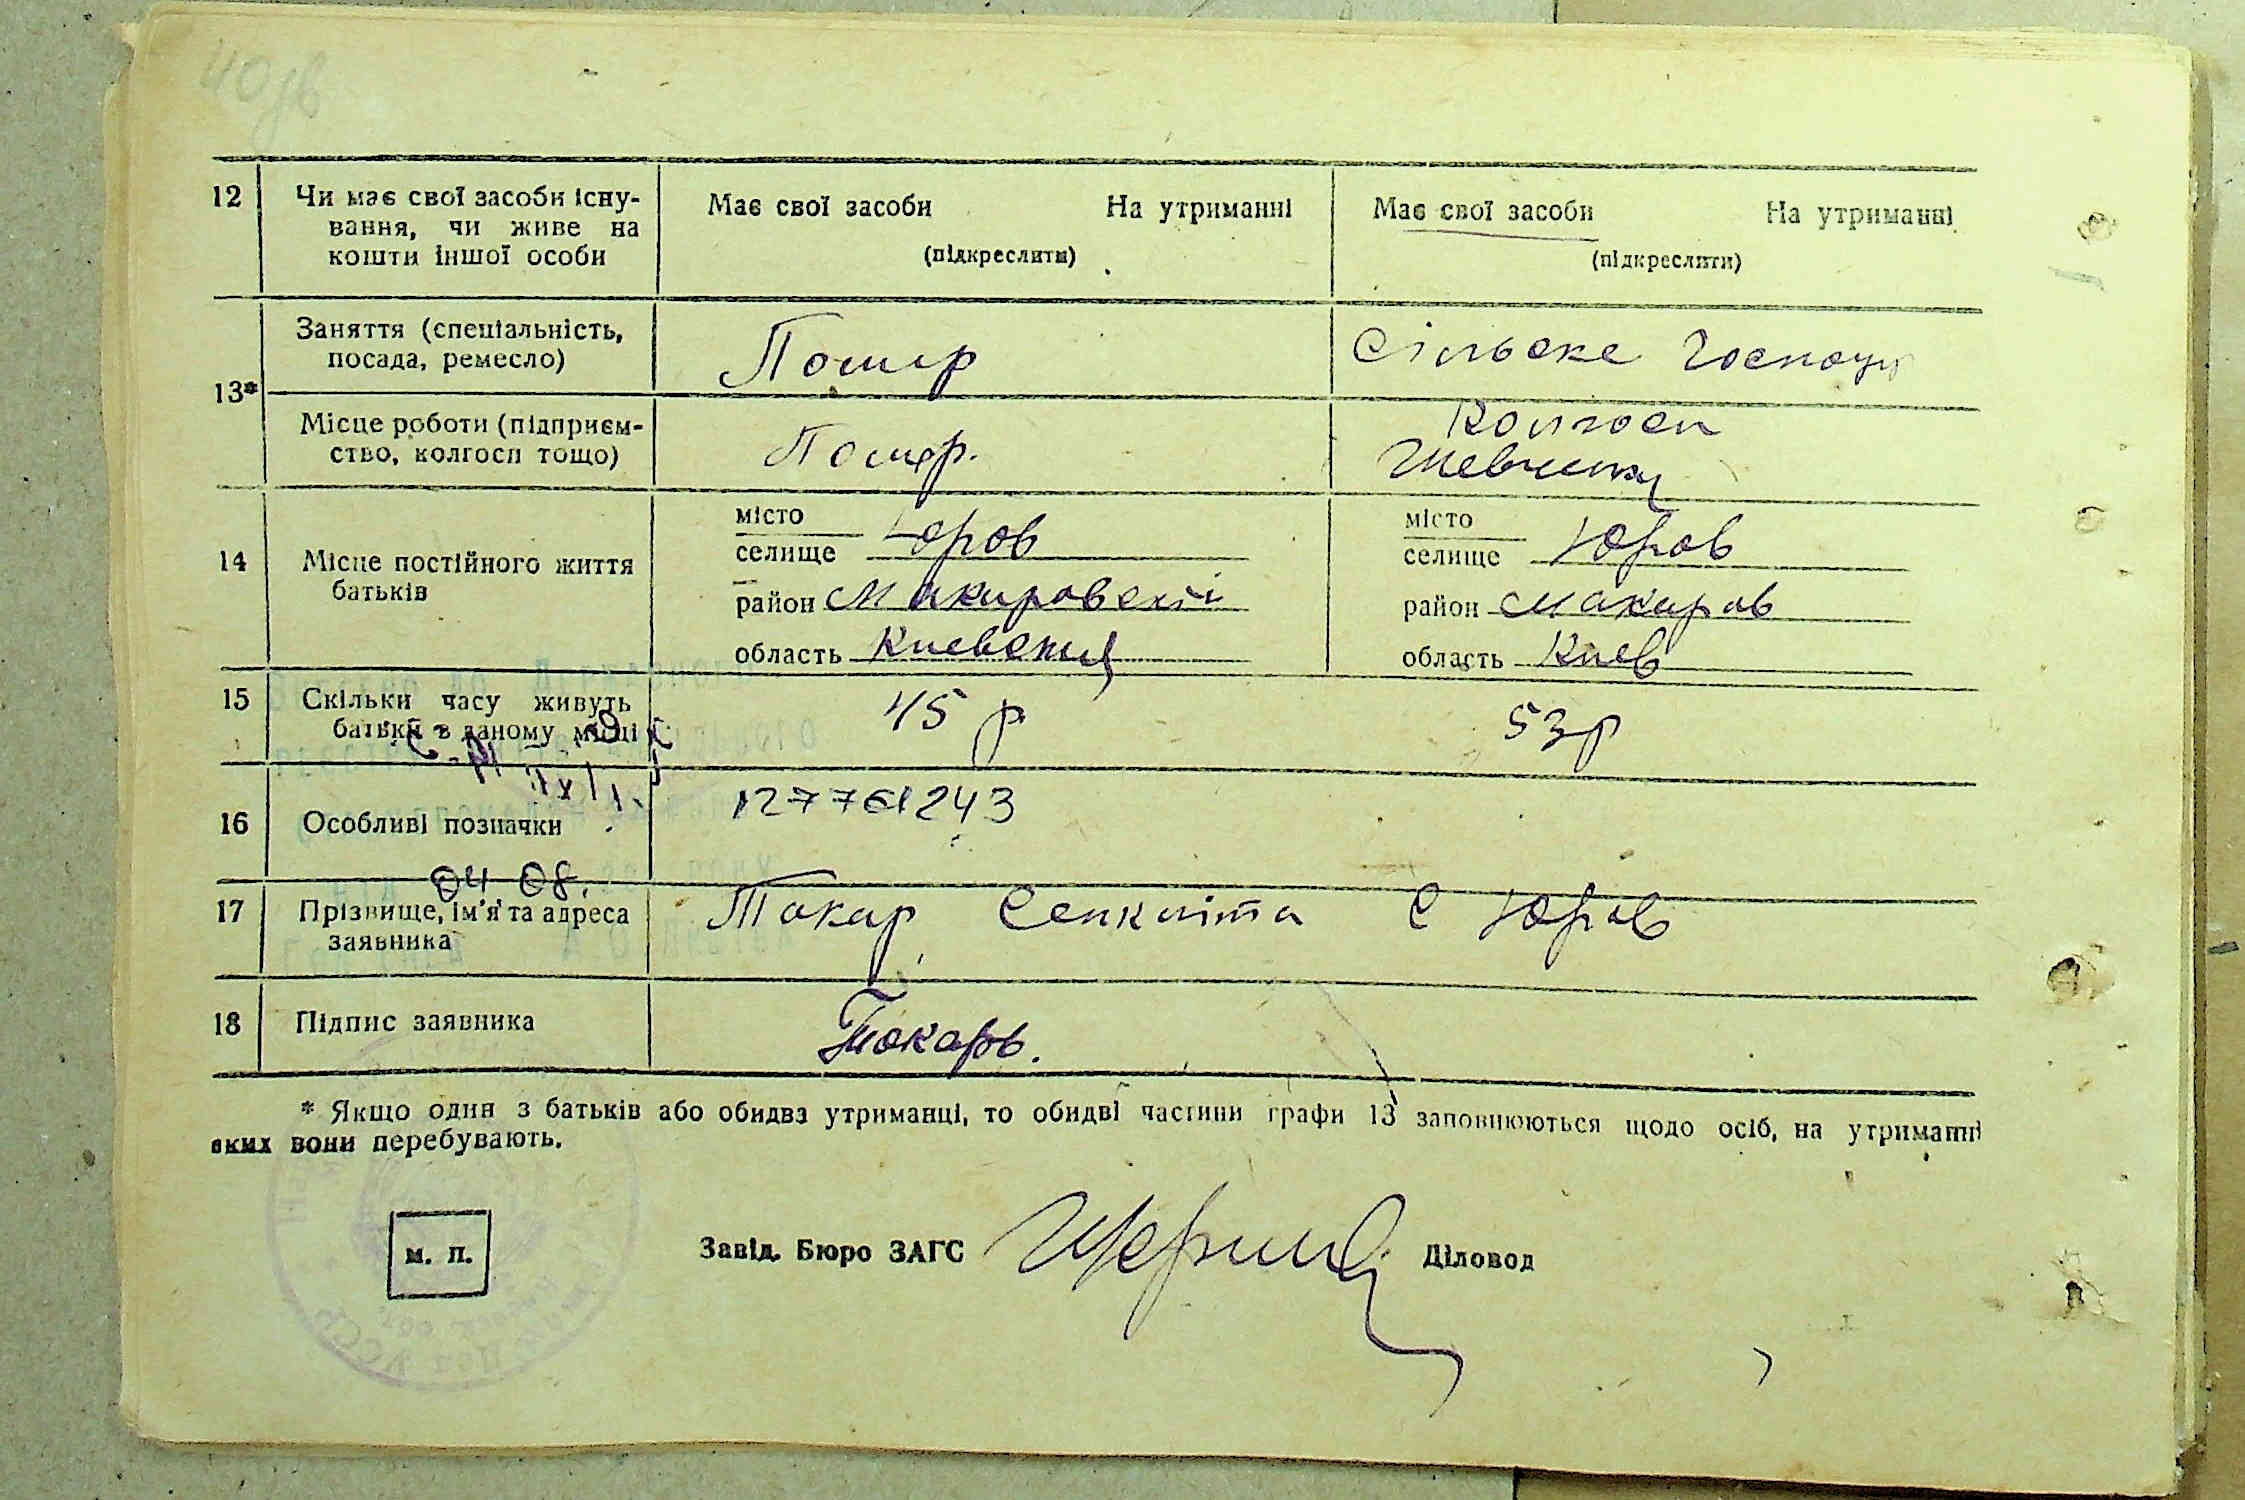 40 зв
12 Чи має свої засоби існу-
вання, чи живе на
кошти іншої особи
Має свої засоби На утриманні
(підкреслити)
Має свої засоби На утриманні
(підкреслити)
13*
Заняття (спеціальність,
посада, ремесло)
Помер
Сільске
Місце роботи (підприєм-
ство, колгосп тощо)
Помер.
Колгосп
14 Місце постійного життя
батьків
місто
селище Юров
район Макаровский
область Киевский
місто
селище Юров
район Макаров
область Киев
15 Скільки часу живуть
батьки в даному місці
45 р
53 р
16 Особливі позначки
127761243
04 08.
17 Прізвище, ім'я та адреса
заявника
Токар С Юров
18 Підпис заявника
Токарь.
* Якщо один з батьків або обидва утриманці, то обидві частини графи 13 заповнюються щодо осіб, на утриманні
яких вони перебувають.
м. п.
Завід. Бюро ЗАГС
Діловод